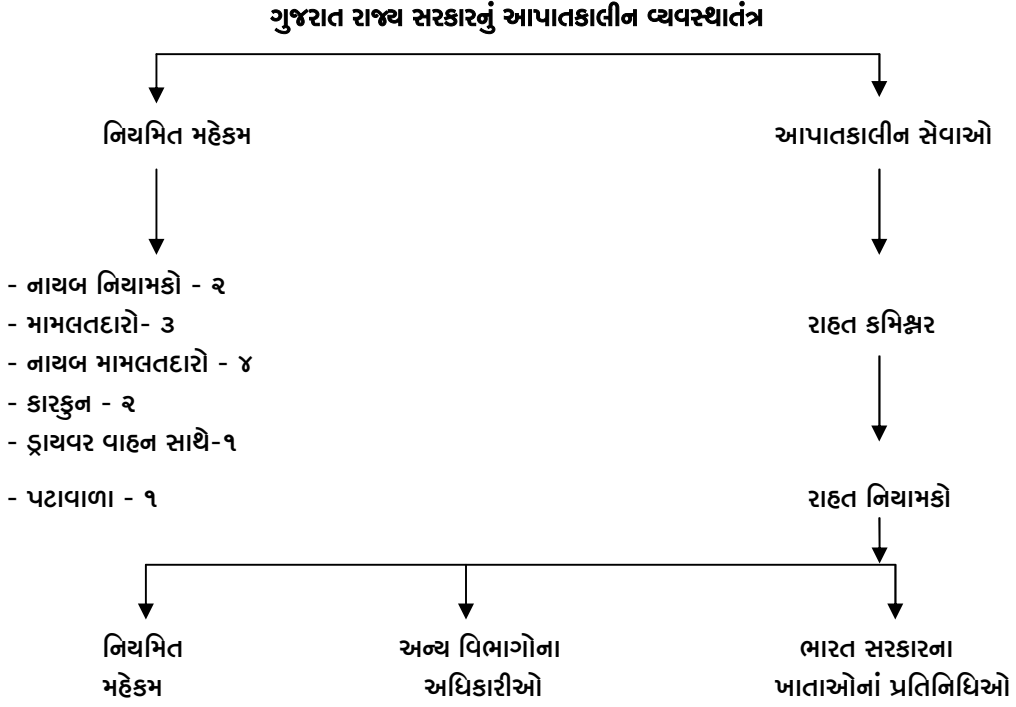 ગુજરાત રાજ્ય સરકારનું આપાતકાલીન વ્યવસ્થાતંત્ર
નિયમિત મહેકમ
આપાતકાલીન સેવાઓ
- નાયબ નિયામકો - ૨
- મામલતદારો- ૩
- નાયબ મામલતદારો - ૪
- કારકુન - ૨
- ડ્રાયવર વાહન સાથે-૧
- પટાવાળા - ૧
રાહત કમિશ્નર
રાહત નિયામકો
નિયમિત
મહેકમ
અન્ય વિભાગોના
અધિકારીઓ
ભારત સરકારના
ખાતાઓનાં પ્રતિનિધિઓ